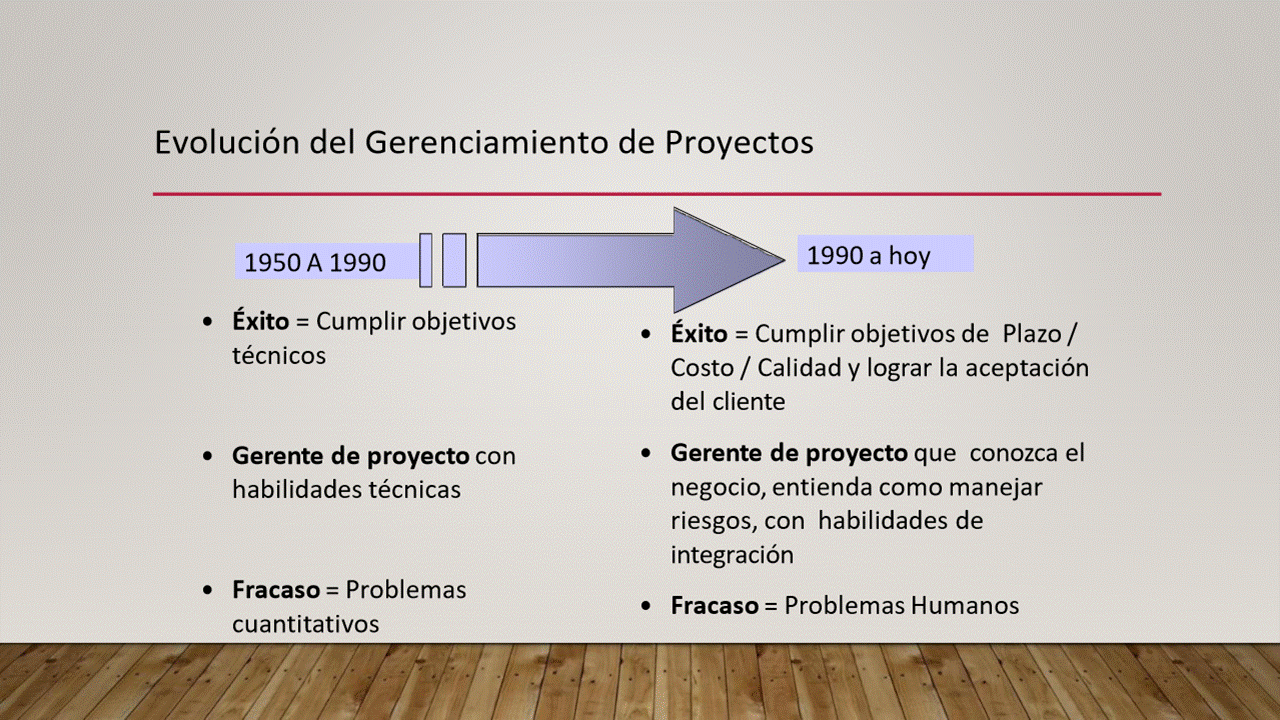 Evolución del Gerenciamiento de Proyectos
1950 A 1990
• Éxito = Cumplir objetivos
técnicos
• Gerente de proyecto con
habilidades técnicas
• Fracaso = Problemas
cuantitativos
1990 a hoy
• Éxito = Cumplir objetivos de Plazo /
Costo / Calidad y lograr la aceptación
del cliente
• Gerente de proyecto que conozca el
negocio, entienda como manejar
riesgos, con habilidades de
integración
• Fracaso = Problemas Humanos